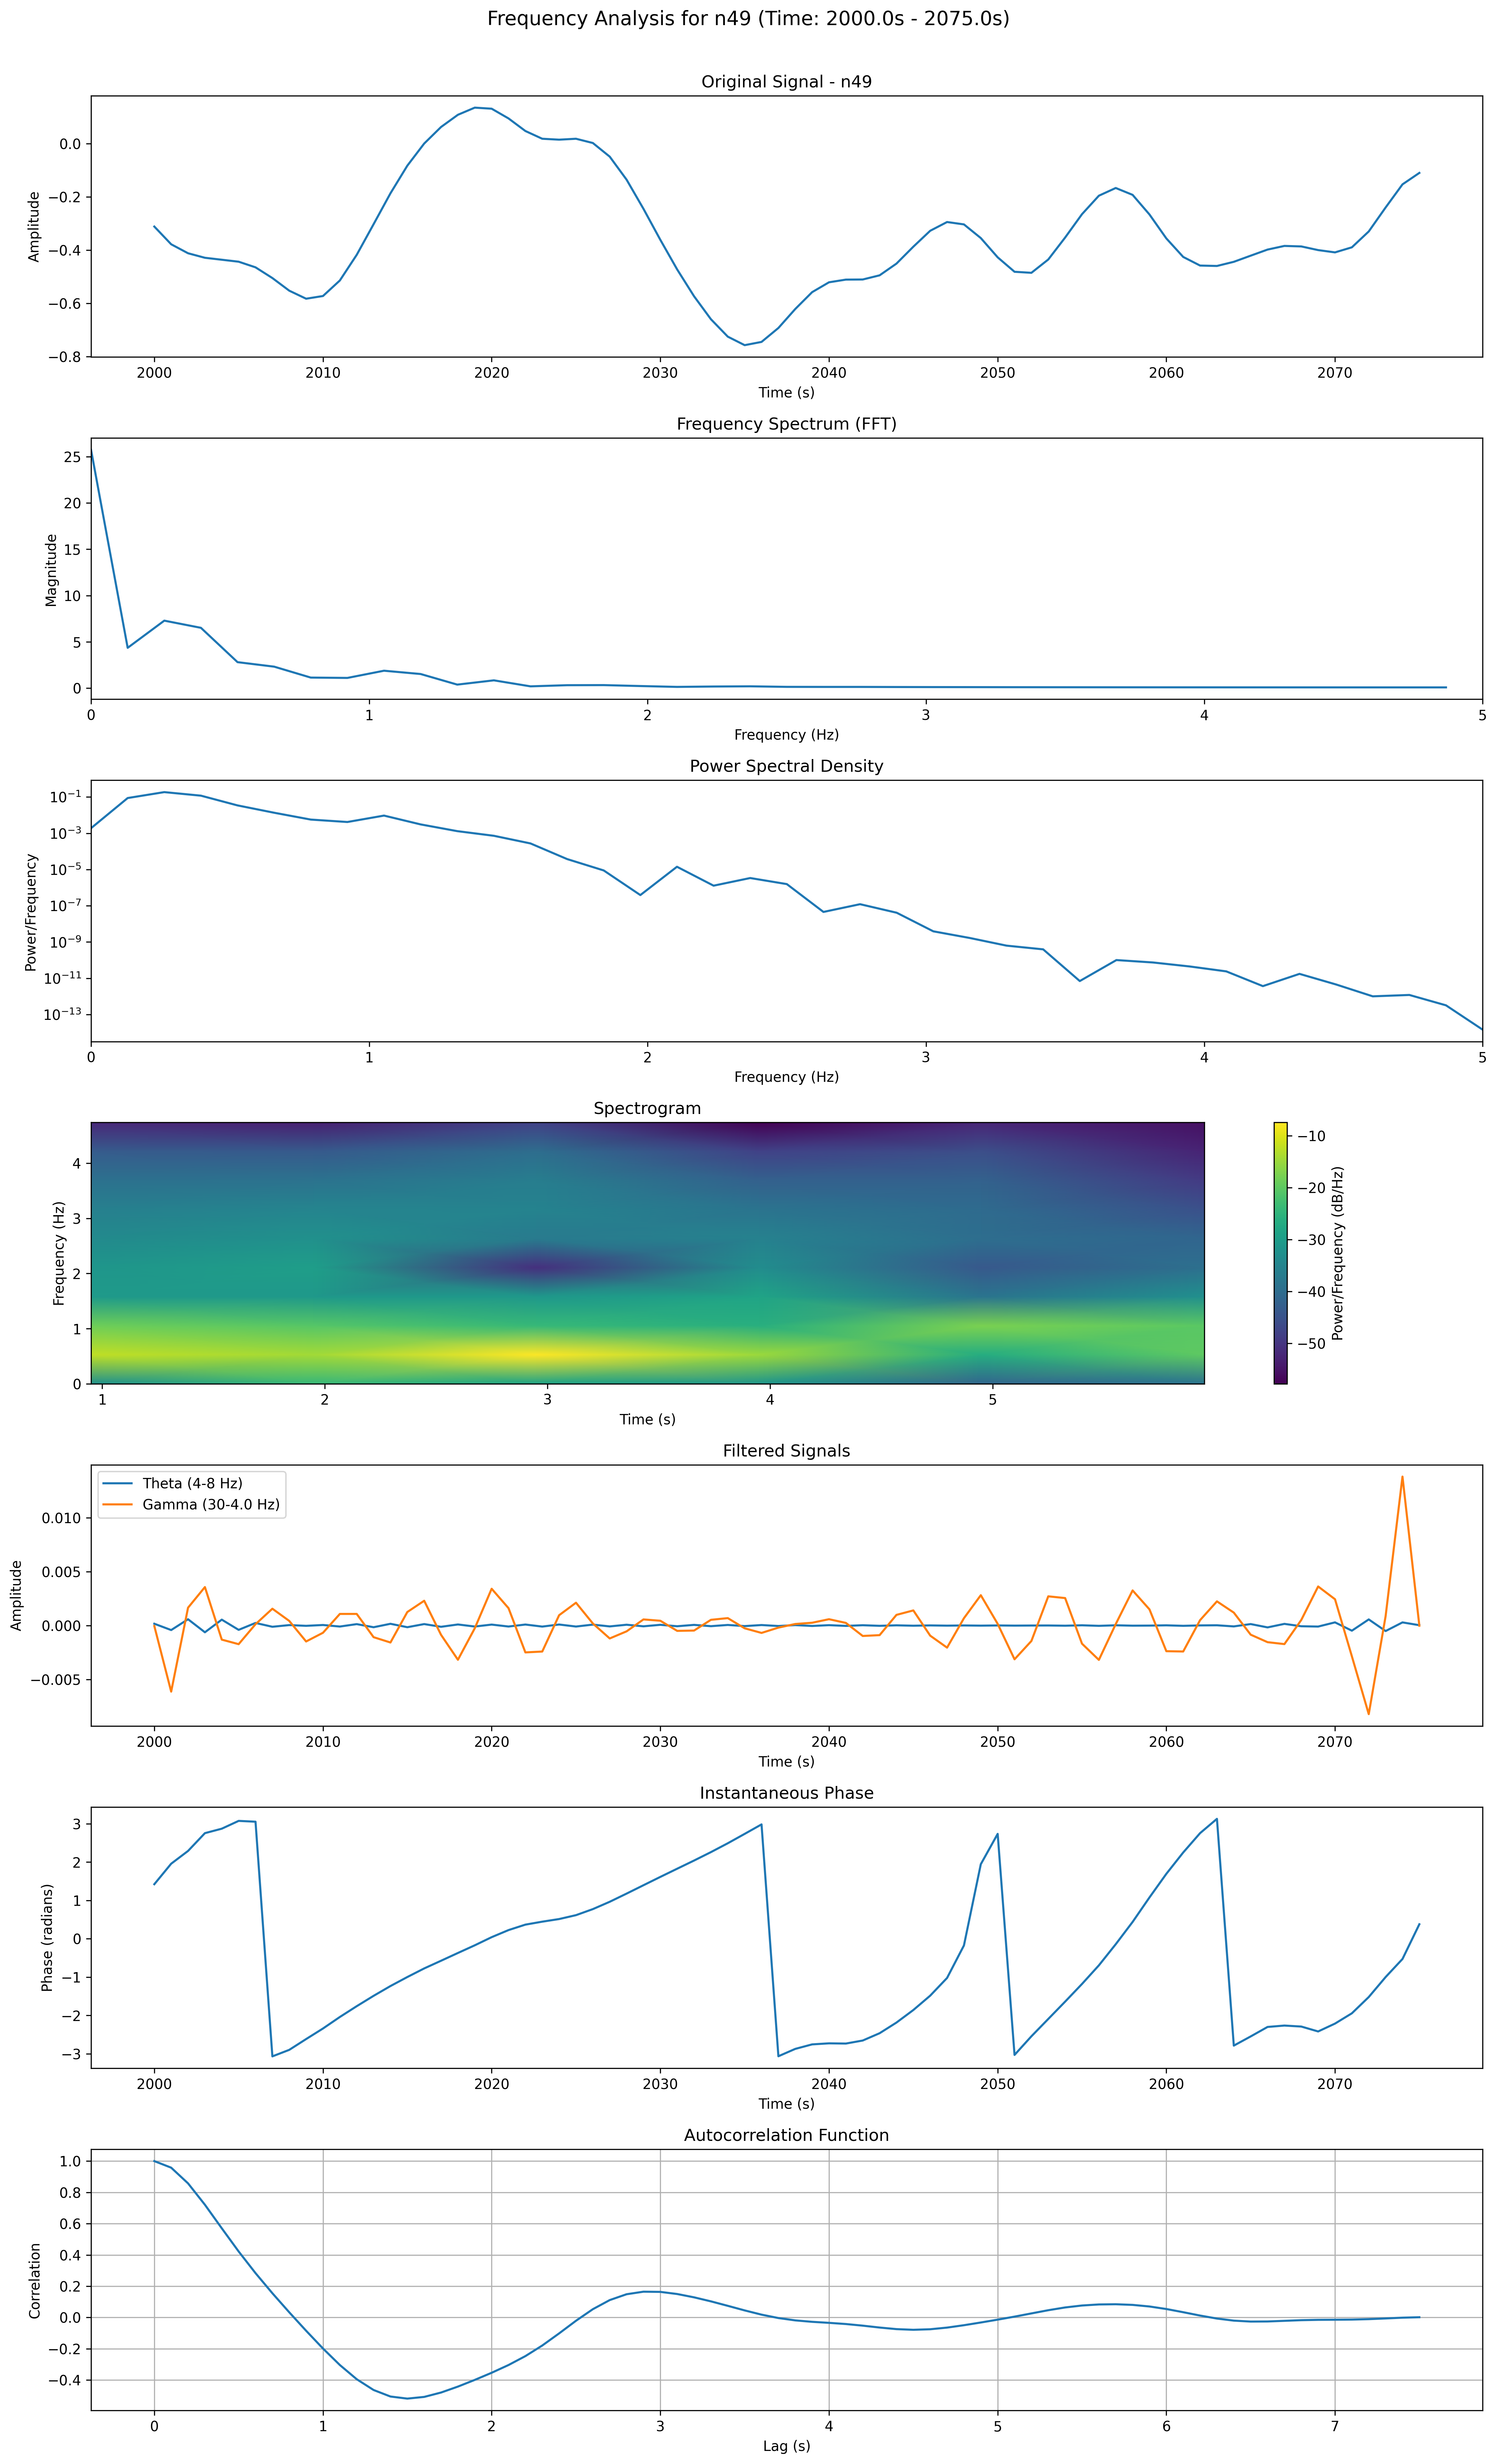 Frequency Analysis for n49 (Time: 2000.0s - 2075.0s)
Original Signal - n49
Amplitude
0.0
−0.2
−0.4
−0.6
−0.8
2000 2010 2020 2030 2040 2050 2060 2070
Time (s)
Frequency Spectrum (FFT)
Magnitude
25
20
15
10
5
0
0 1 2 3 4 5
Frequency (Hz)
Power Spectral Density
Power/Frequency
10⁻¹
10⁻³
10⁻⁵
10⁻⁷
10⁻⁹
10⁻¹¹
10⁻¹³
0 1 2 3 4 5
Frequency (Hz)
Spectrogram
Frequency (Hz)
4
3
2
1
0
1 2 3 4 5
Time (s)
−10
−20
−30
−40
−50
Power/Frequency (dB/Hz)
Filtered Signals
Theta (4-8 Hz)
Gamma (30-4.0 Hz)
Amplitude
0.010
0.005
0.000
−0.005
2000 2010 2020 2030 2040 2050 2060 2070
Time (s)
Instantaneous Phase
Phase (radians)
3
2
1
0
−1
−2
−3
2000 2010 2020 2030 2040 2050 2060 2070
Time (s)
Autocorrelation Function
Correlation
1.0
0.8
0.6
0.4
0.2
0.0
−0.2
−0.4
0 1 2 3 4 5 6 7
Lag (s)